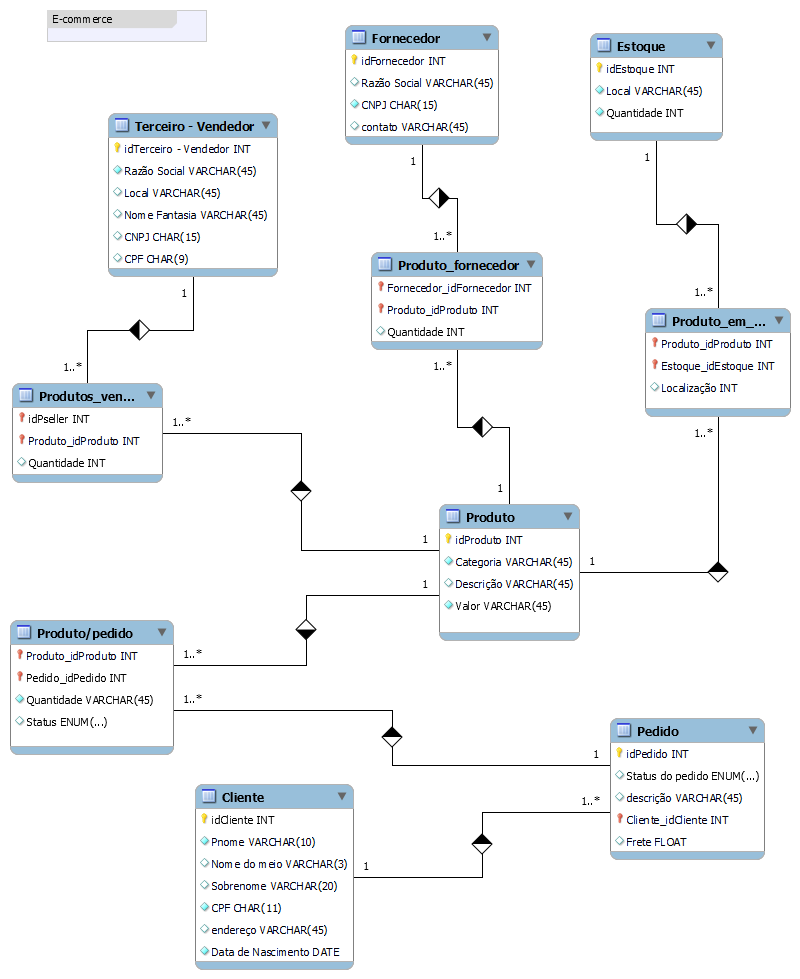 E-commerce
Fornecedor
idFornecedor INT
Razão Social VARCHAR(45)
CNPJ CHAR(15)
contato VARCHAR(45)
Estoque
idEstoque INT
Local VARCHAR(45)
Quantidade INT
Terceiro - Vendedor
idTerceiro - Vendedor INT
Razão Social VARCHAR(45)
Local VARCHAR(45)
Nome Fantasia VARCHAR(45)
CNPJ CHAR(15)
CPF CHAR(9)
1
1
1
1..*
1..*
1..*
Produto_fornecedor
Fornecedor_idFornecedor INT
Produto_idProduto INT
Quantidade INT
Produto_em_...
Produto_idProduto INT
Estoque_idEstoque INT
Localização INT
Produtos_ven...
idPseller INT
Produto_idProduto INT
Quantidade INT
1..*
1..*
1..*
1
1
1
1
Produto
idProduto INT
Categoria VARCHAR(45)
Descrição VARCHAR(45)
Valor VARCHAR(45)
Produto/pedido
Produto_idProduto INT
Pedido_idPedido INT
Quantidade VARCHAR(45)
Status ENUM(...)
1..*
1..*
1
Pedido
idPedido INT
Status do pedido ENUM(...)
descrição VARCHAR(45)
Cliente_idCliente INT
Frete FLOAT
1..*
1
Cliente
idCliente INT
Pnome VARCHAR(10)
Nome do meio VARCHAR(3)
Sobrenome VARCHAR(20)
CPF CHAR(11)
endereço VARCHAR(45)
Data de Nascimento DATE